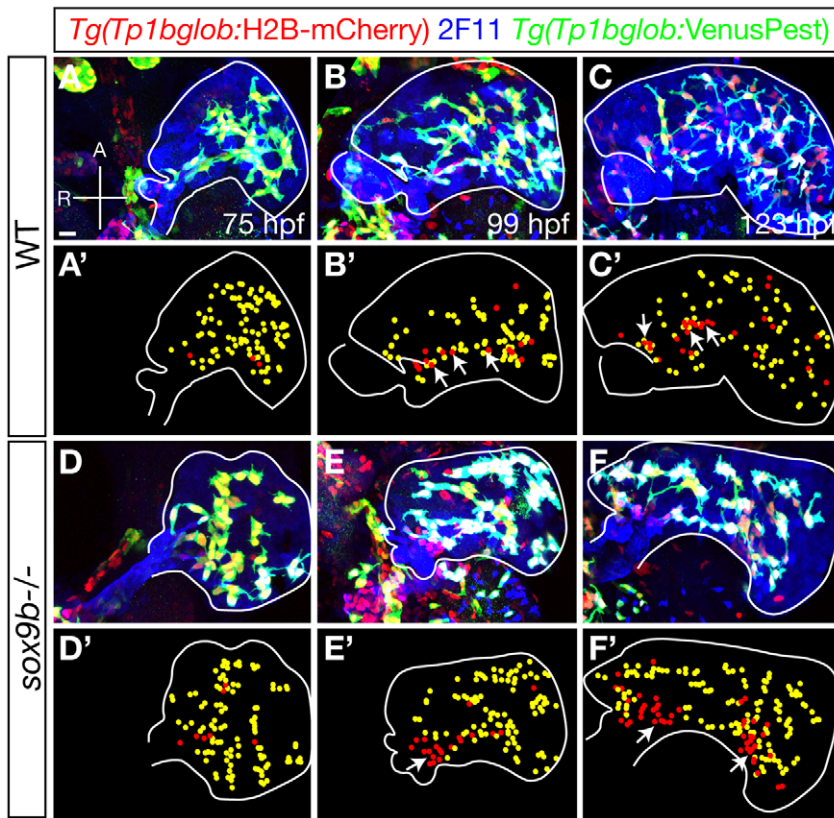 Tg(Tp1bglob:H2B-mCherry) 2F11 Tg(Tp1bglob:VenusPest)
A B C
A
R
75 hpf 99 hpf 123 hpf
WT
A' B' C'
D E F
sox9b-/-
D' E' F'